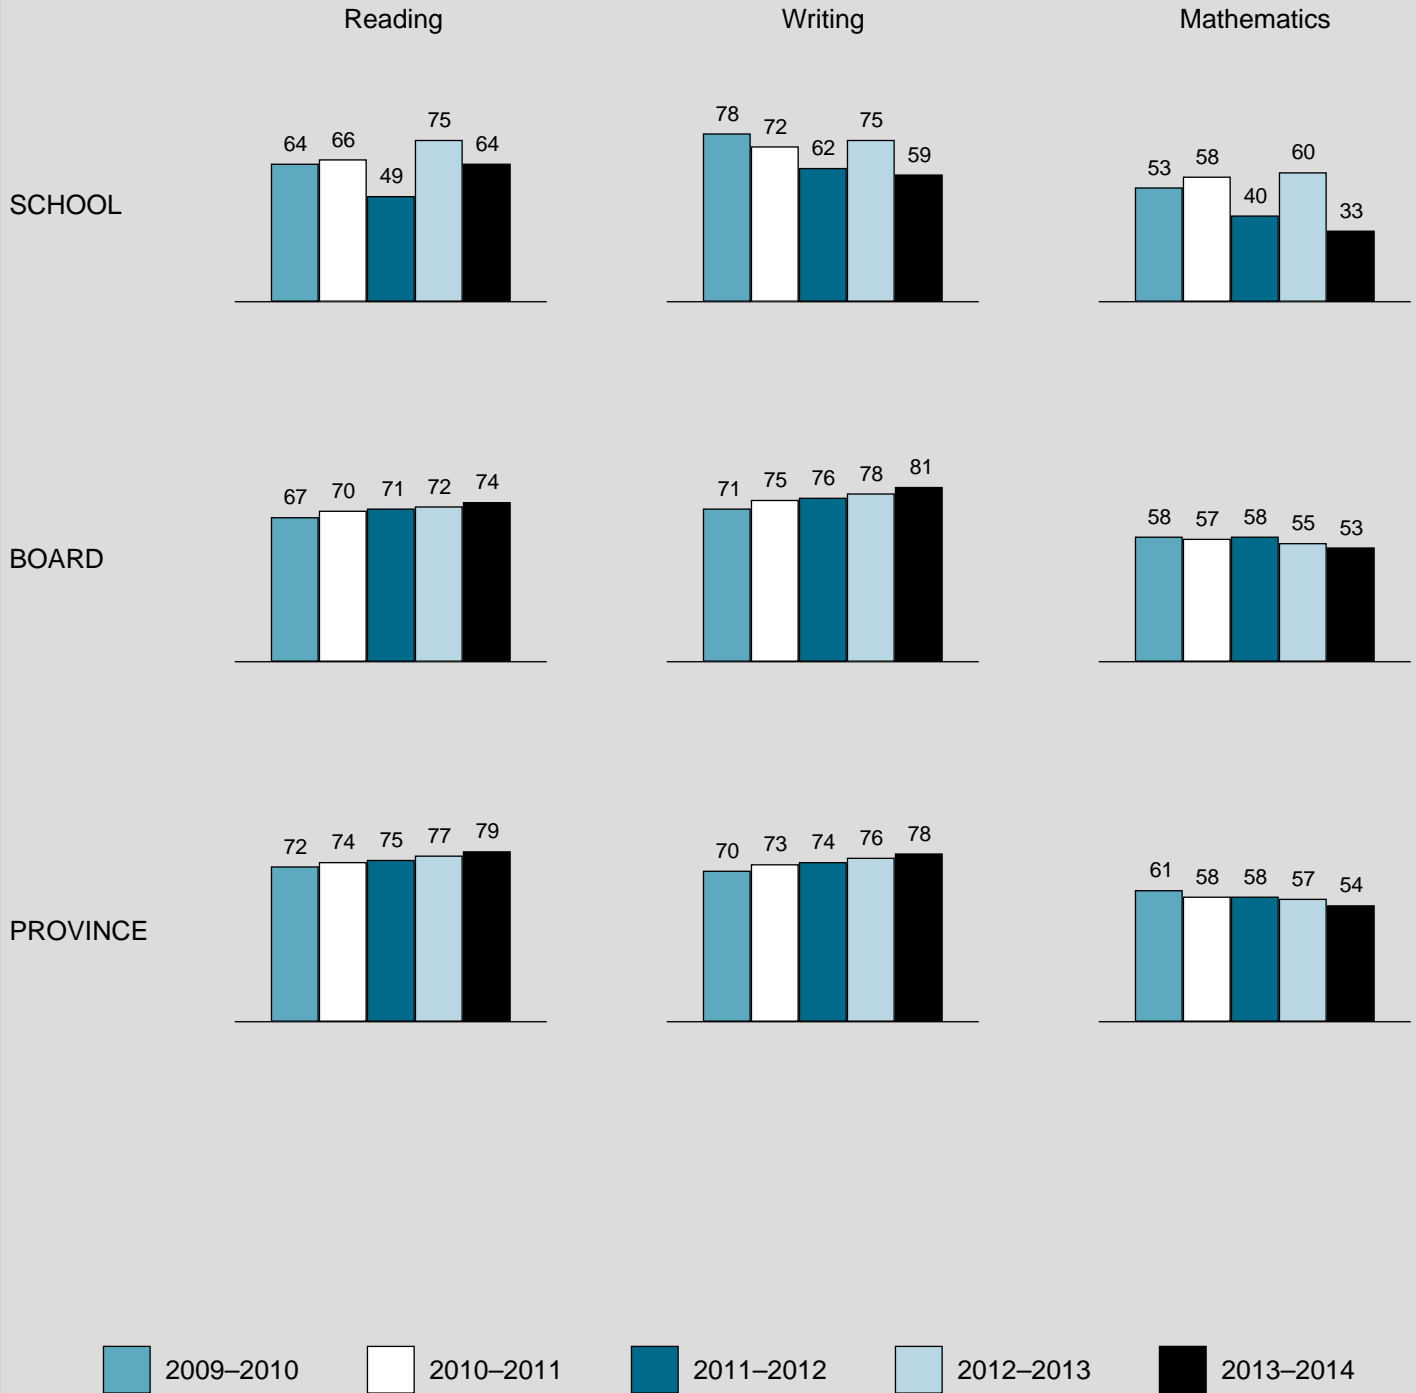 Reading Writing Mathematics
64 66 49 75 64
78 72 62 75 59
53 58 40 60 33
SCHOOL
67 70 71 72 74
71 75 76 78 81
58 57 58 55 53
BOARD
72 74 75 77 79
70 73 74 76 78
61 58 58 57 54
PROVINCE
2009–2010 2010–2011 2011–2012 2012–2013 2013–2014